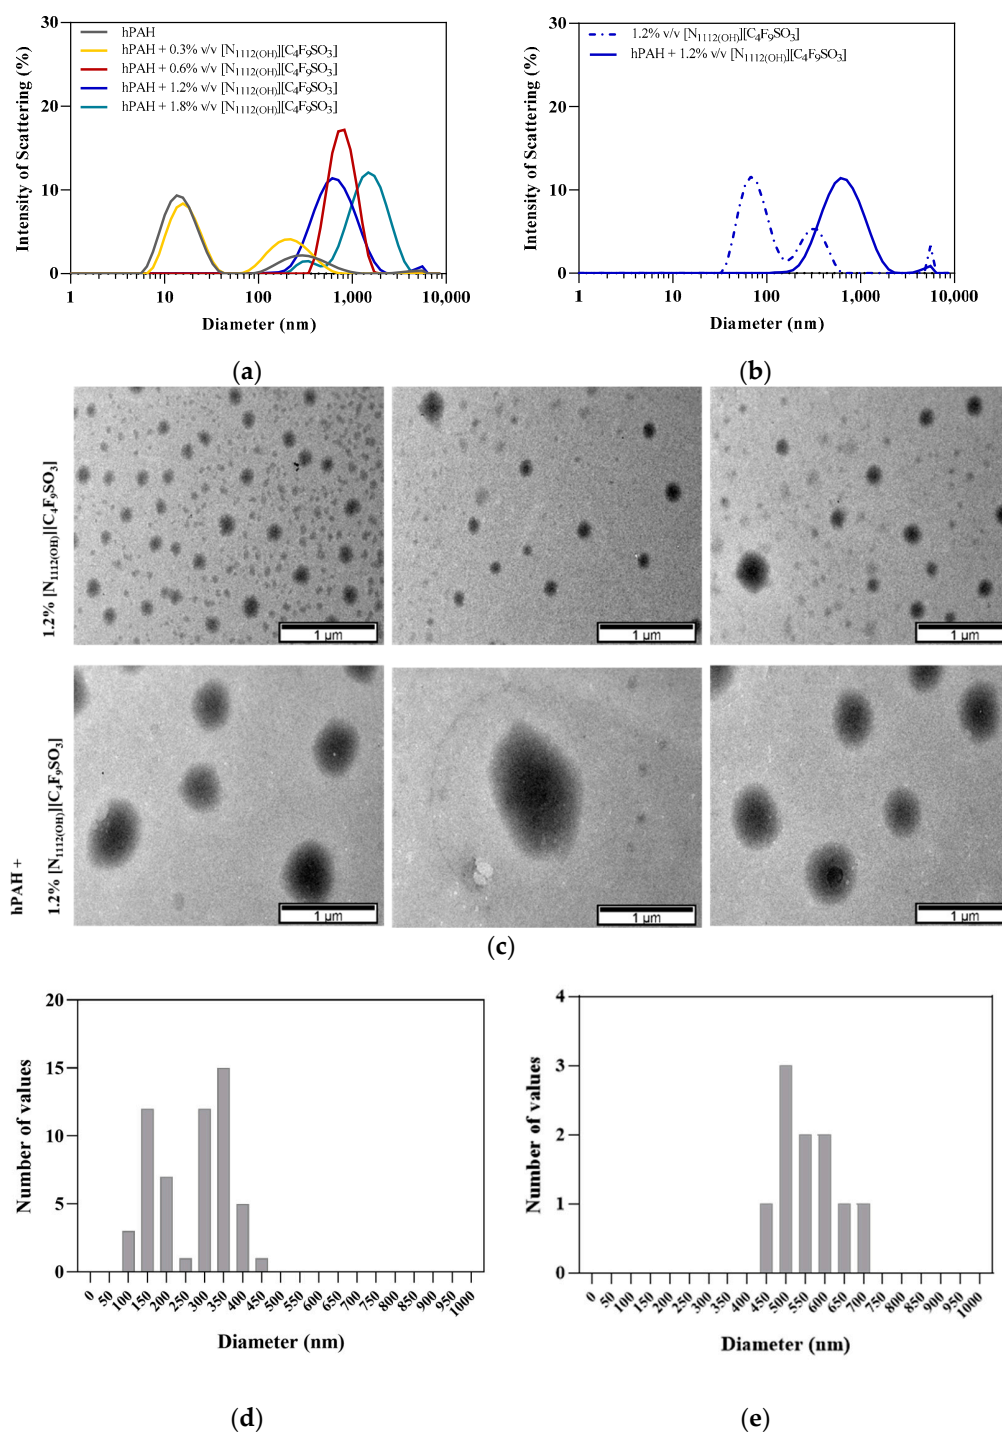 hPAH
hPAH + 0.3% v/v [N1112(OH)][C4F9SO3]
hPAH + 0.6% v/v [N1112(OH)][C4F9SO3]
hPAH + 1.2% v/v [N1112(OH)][C4F9SO3]
hPAH + 1.8% v/v [N1112(OH)][C4F9SO3]
Intensity of Scattering (%)
30
20
10
0
1 10 100 1,000 10,000
Diameter (nm)
(a)
1.2% v/v [N1112(OH)][C4F9SO3]
hPAH + 1.2% v/v [N1112(OH)][C4F9SO3]
Intensity of Scattering (%)
30
20
10
0
1 10 100 1,000 10,000
Diameter (nm)
(b)
1.2% [N1112(OH)][C4F9SO3]
1 µm
1 µm
1 µm
hPAH +
1.2% [N1112(OH)][C4F9SO3]
1 µm
1 µm
1 µm
(c)
Number of values
20
15
10
5
0
0 50 100 150 200 250 300 350 400 450 500 550 600 650 700 750 800 850 900 950 1000
Diameter (nm)
(d)
Number of values
4
3
2
1
0
0 50 100 150 200 250 300 350 400 450 500 550 600 650 700 750 800 850 900 950 1000
Diameter (nm)
(e)